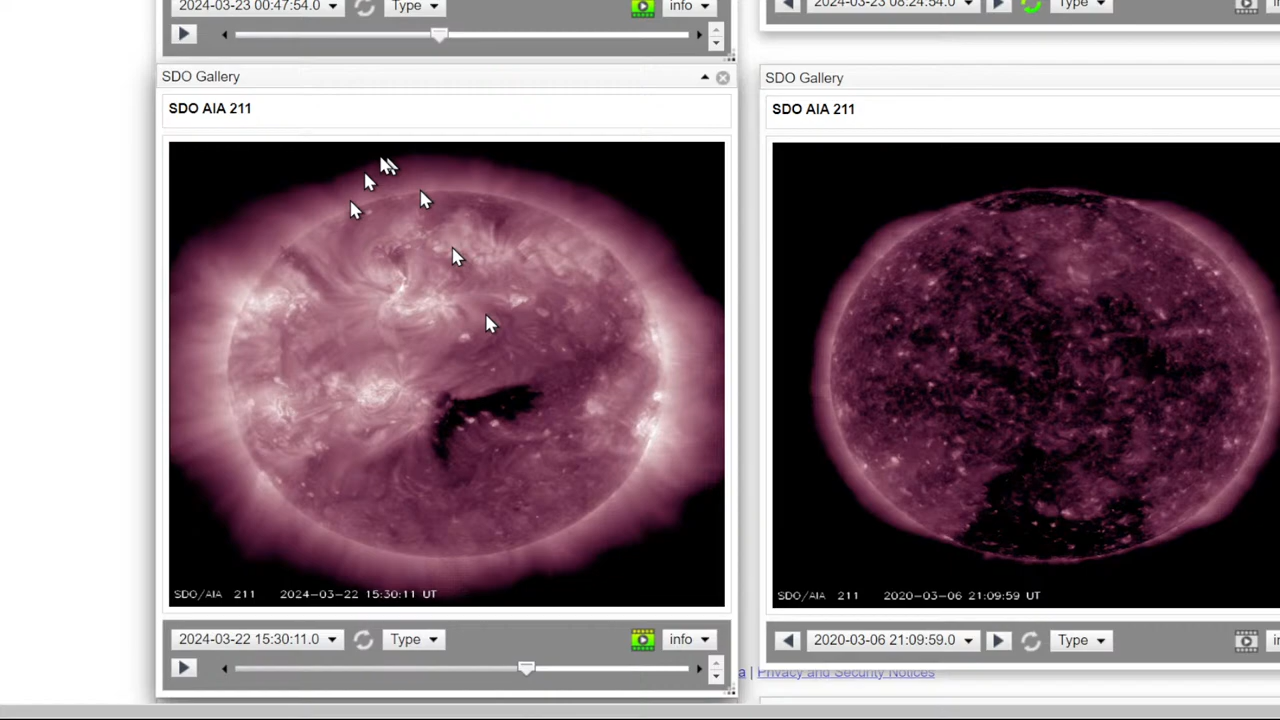 2024-03-23 00:47:54.0 Type info
2024-03-23 08:24:54.0 Type
SDO Gallery
SDO AIA 211
SDO/AIA 211 2024-03-22 15:30:11 UT
2024-03-22 15:30:11.0 Type info
SDO Gallery
SDO AIA 211
SDO/AIA 211 2020-03-06 21:09:59 UT
2020-03-06 21:09:59.0 Type
a | Privacy and Security Notices